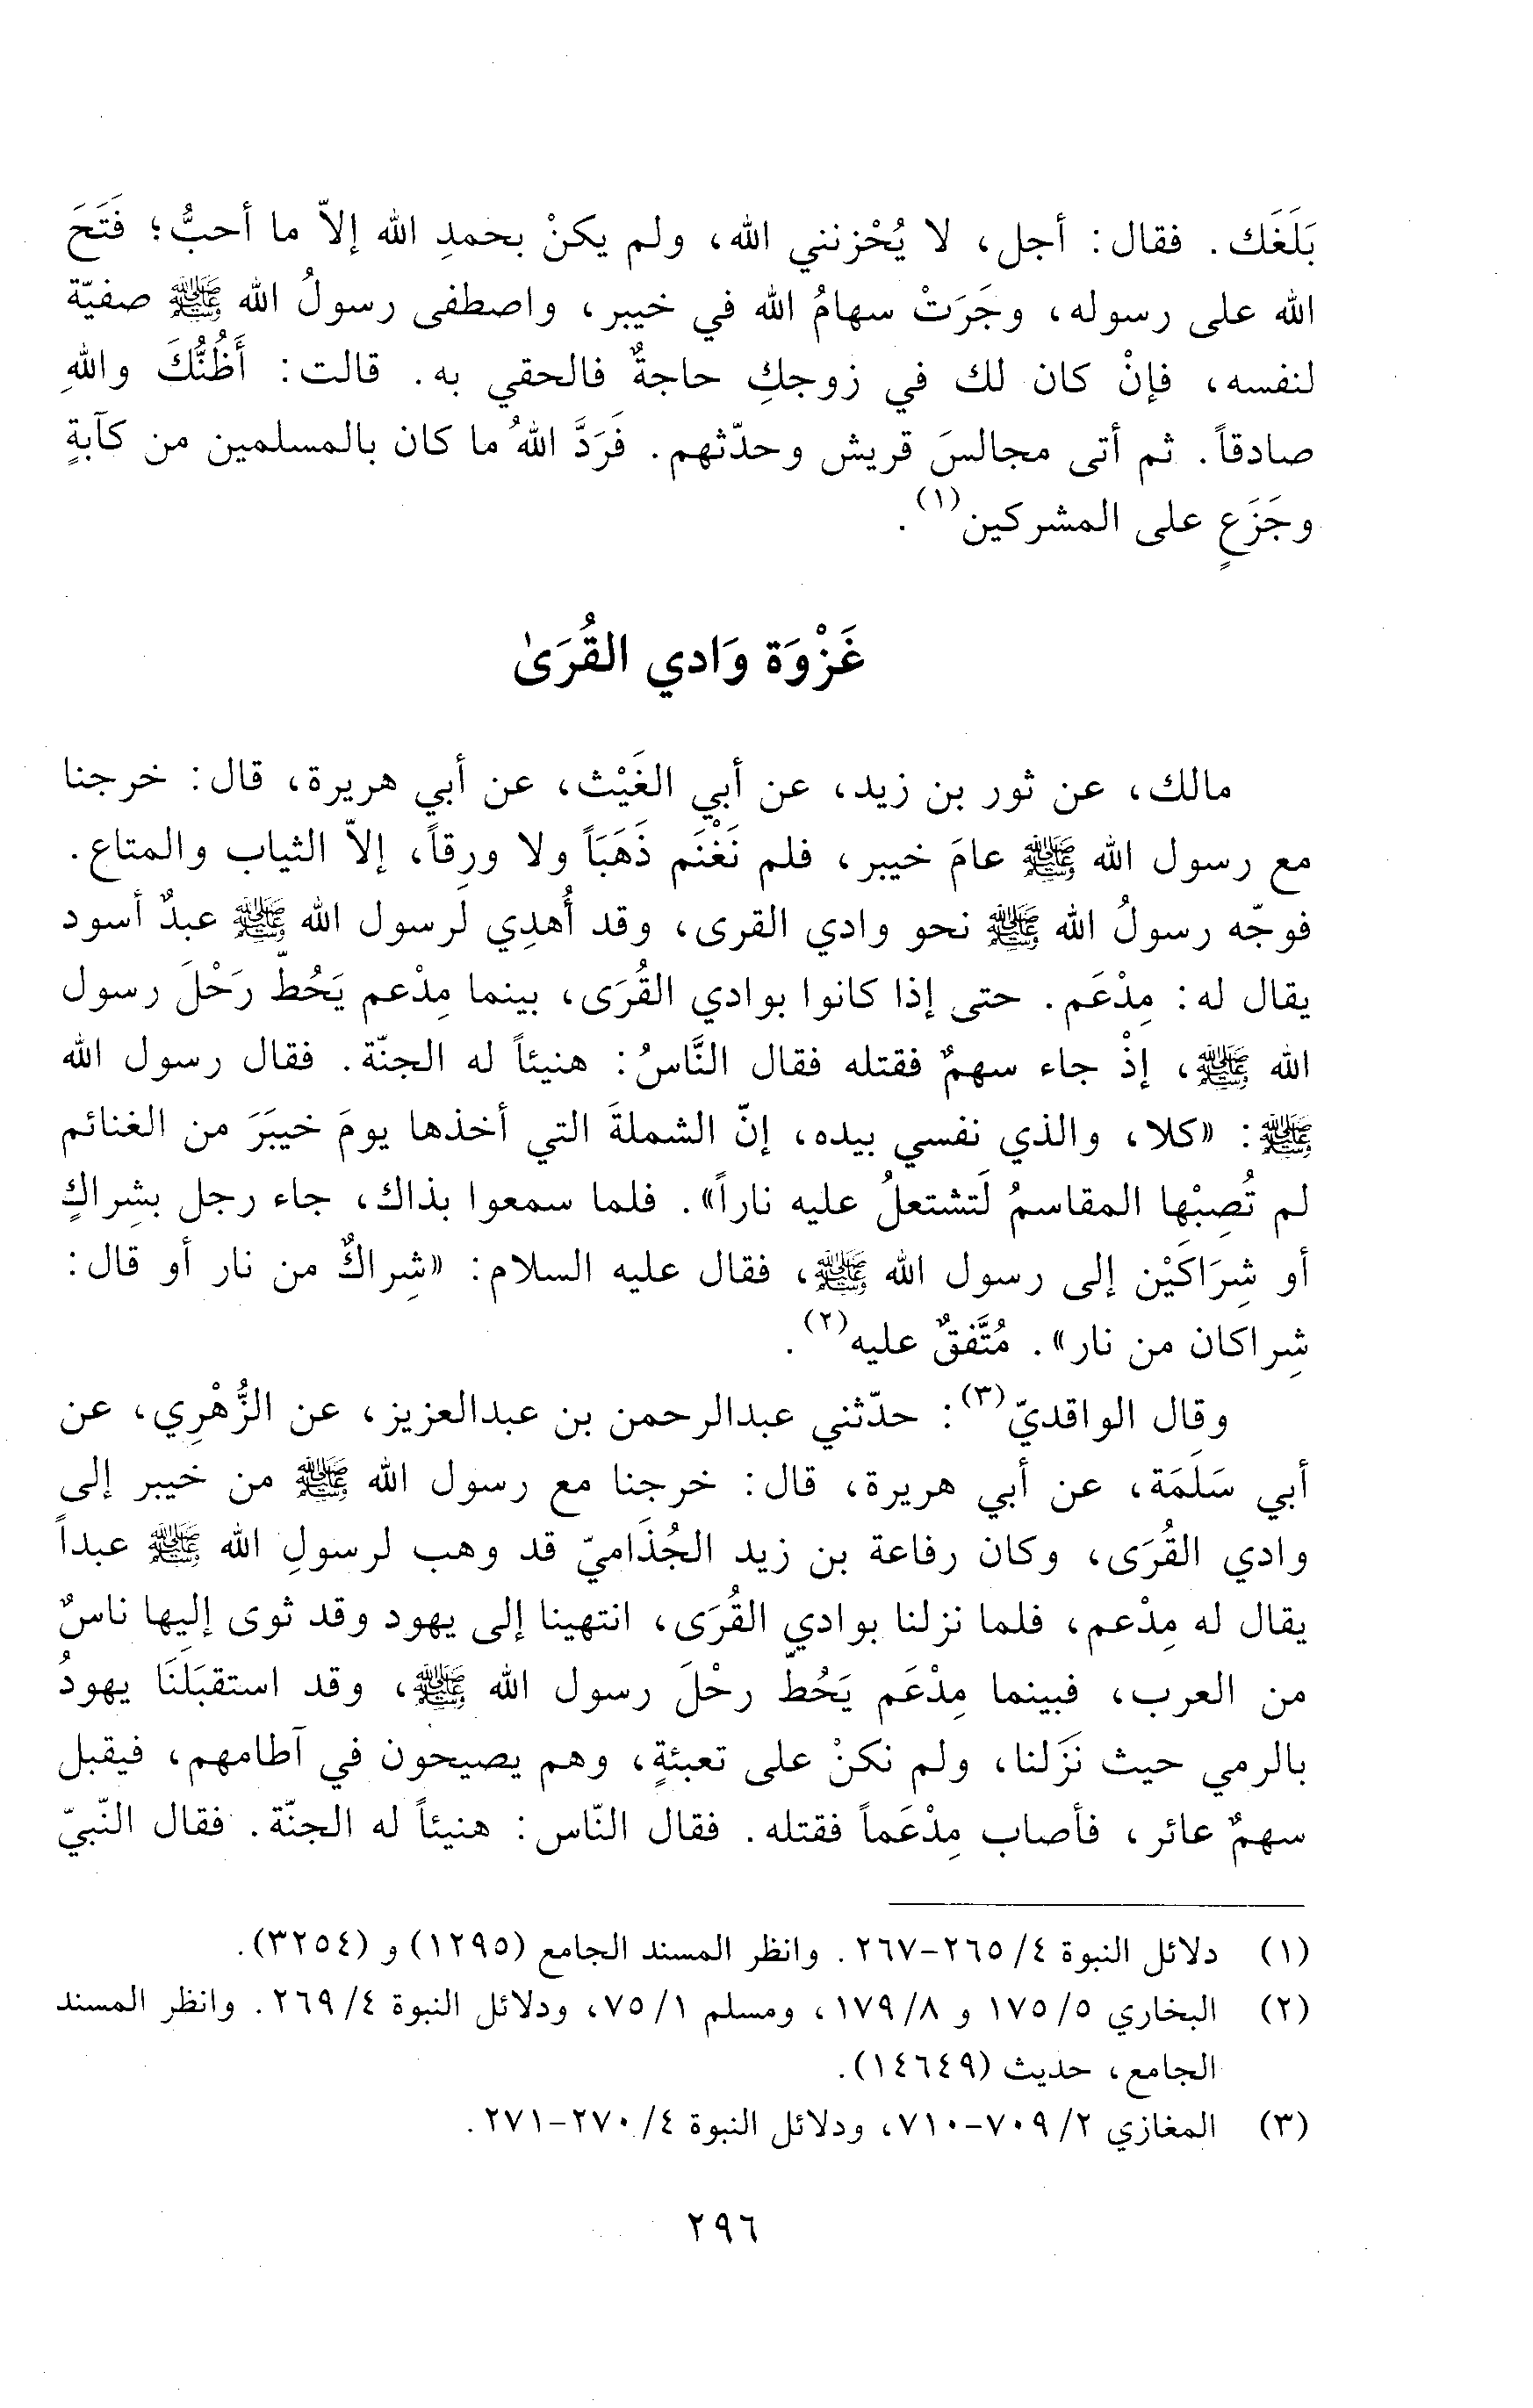 بَلَغَك. فقال: أجل، لا يُحْزنني الله، ولم يكنْ بحمدِ الله إلاّ ما أحبُّ؛ فَتَحَ
الله على رسوله، وجَرَتْ سهامُ الله في خيبر، واصطفى رسولُ الله ﷺ صفيّة
لنفسه، فإنْ كان لك في زوجكِ حاجةٌ فالحقي به. قالت: أَظُنُّكَ واللهِ
صادقاً. ثم أتى مجالسَ قريش وحدّثهم. فَرَدَّ اللهُ ما كان بالمسلمين من كآبةٍ
وجَزَعٍ على المشركين(١).
غَزْوَة وَادي القُرَىٰ
مالك، عن ثور بن زيد، عن أبي الغَيْث، عن أبي هريرة، قال: خرجنا
مع رسول الله ﷺ عامَ خيبر، فلم نَغْنَم ذَهَبَاً ولا ورِقاً، إلاّ الثياب والمتاع.
فوجّه رسولُ الله ﷺ نحو وادي القرى، وقد أُهدِي لرسول الله ﷺ عبدٌ أسود
يقال له: مِدْعَم. حتى إذا كانوا بوادي القُرَى، بينما مِدْعم يَحُطّ رَحْلَ رسول
الله ﷺ، إذْ جاء سهمٌ فقتله فقال النَّاسُ: هنيئاً له الجنّة. فقال رسول الله
ﷺ: «كلا، والذي نفسي بيده، إنّ الشملةَ التي أخذها يومَ خيبَرَ من الغنائم
لم تُصِبْها المقاسمُ لَتشتعلُ عليه ناراً». فلما سمعوا بذاك، جاء رجل بشِراكٍ
أو شِرَاكَيْن إلى رسول الله ﷺ، فقال عليه السلام: «شِراكٌ من نار أو قال:
شِراكان من نار». مُتَّفقٌ عليه(٢).
وقال الواقديّ(٣): حدّثني عبدالرحمن بن عبدالعزيز، عن الزُّهْرِي، عن
أبي سَلَمَة، عن أبي هريرة، قال: خرجنا مع رسول الله ﷺ من خيبر إلى
وادي القُرَى، وكان رفاعة بن زيد الجُذَاميّ قد وهب لرسولِ الله ﷺ عبداً
يقال له مِدْعم، فلما نزلنا بوادي القُرَى، انتهينا إلى يهود وقد ثوى إليها ناسٌ
من العرب، فبينما مِدْعَم يَحُطّ رحْلَ رسول الله ﷺ، وقد استقبَلَنَا يهودُ
بالرمي حيث نَزَلنا، ولم نكنْ على تعبئةٍ، وهم يصيحون في آطامهم، فيقبل
سهمٌ عائر، فأصاب مِدْعَماً فقتله. فقال النّاس: هنيئاً له الجنّة. فقال النّبيّ
(١) دلائل النبوة ٤/ ٢٦٥-٢٦٧. وانظر المسند الجامع (١٢٩٥) و (٣٢٥٤).
(٢) البخاري ٥/ ١٧٥ و ٨/ ١٧٩، ومسلم ١/ ٧٥، ودلائل النبوة ٤/ ٢٦٩. وانظر المسند
الجامع، حديث (١٤٦٤٩).
(٣) المغازي ٢/ ٧٠٩-٧١٠، ودلائل النبوة ٤/ ٢٧٠-٢٧١.
٢٩٦